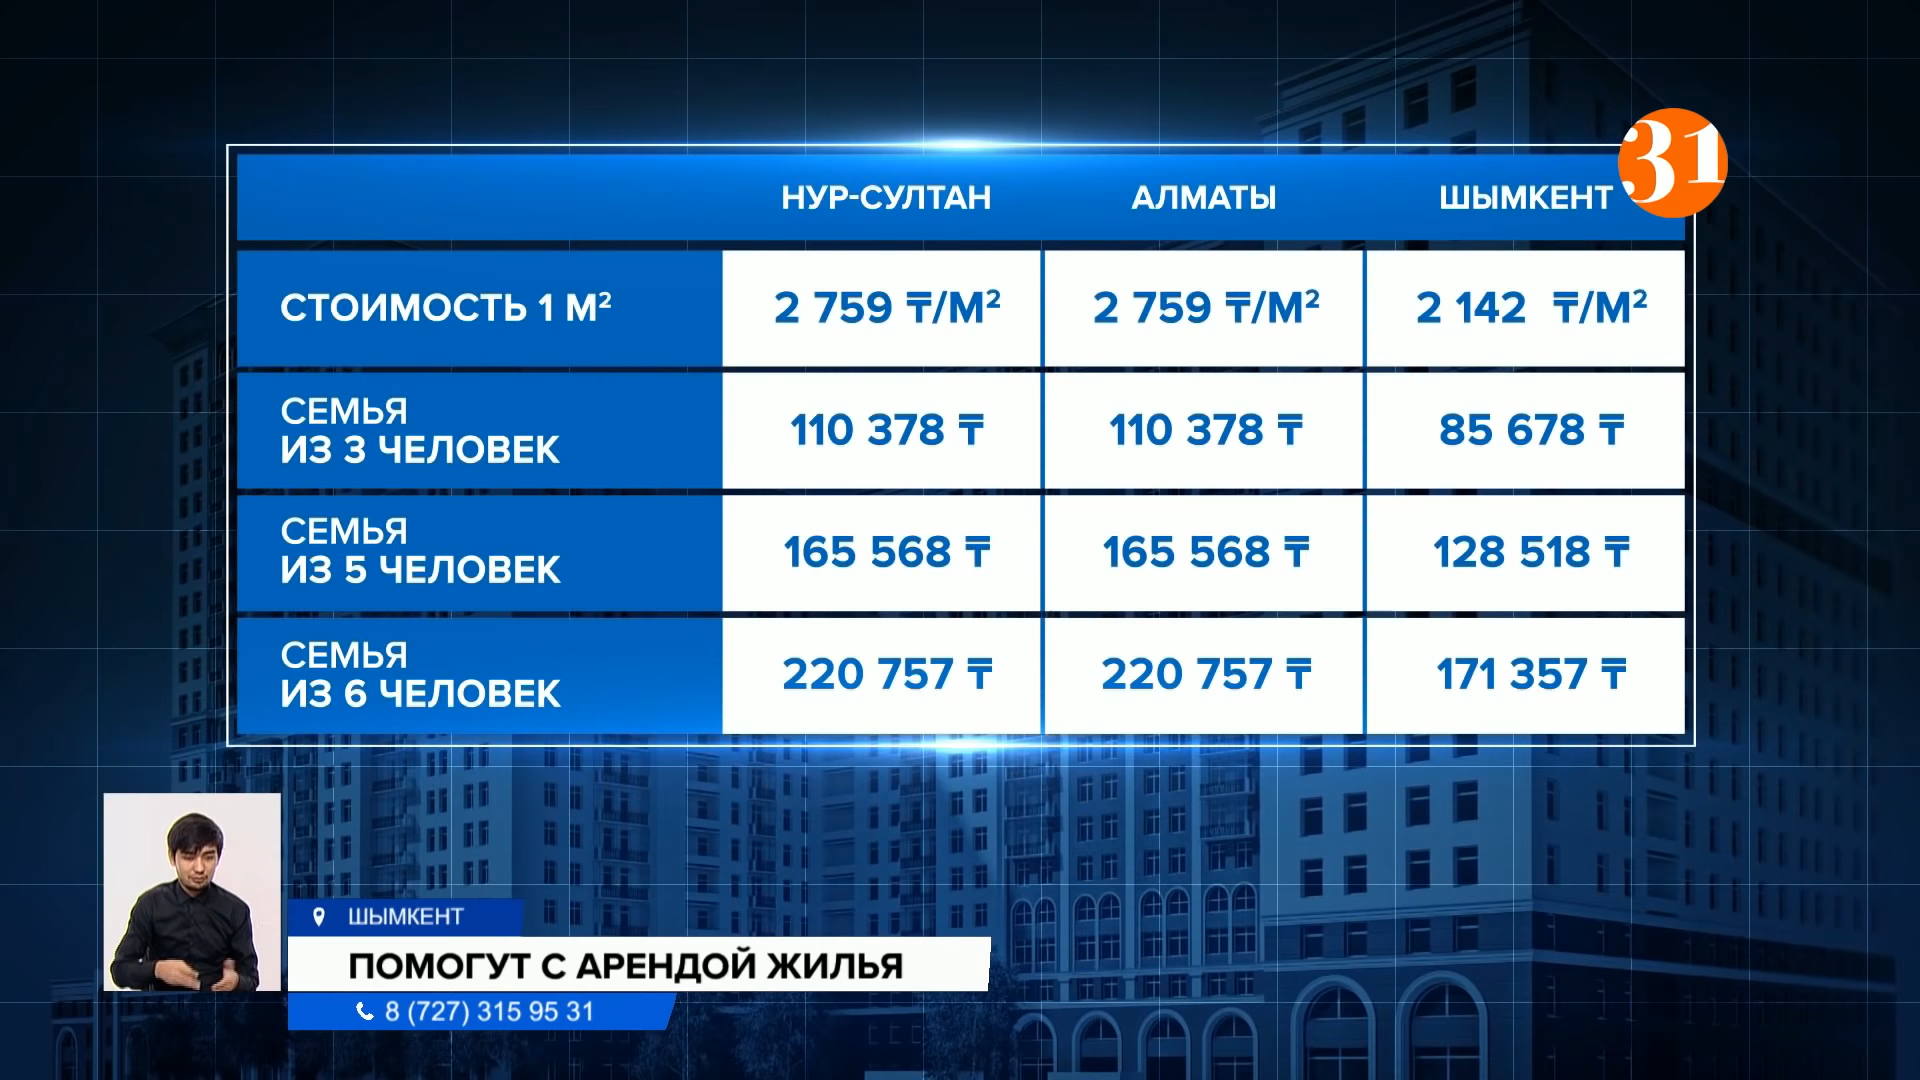 31
НУР-СУЛТАН АЛМАТЫ ШЫМКЕНТ
СТОИМОСТЬ 1 М² 2 759 ₸/М² 2 759 ₸/М² 2 142 ₸/М²
СЕМЬЯ
ИЗ 3 ЧЕЛОВЕК 110 378 ₸ 110 378 ₸ 85 678 ₸
СЕМЬЯ
ИЗ 5 ЧЕЛОВЕК 165 568 ₸ 165 568 ₸ 128 518 ₸
СЕМЬЯ
ИЗ 6 ЧЕЛОВЕК 220 757 ₸ 220 757 ₸ 171 357 ₸
ШЫМКЕНТ
ПОМОГУТ С АРЕНДОЙ ЖИЛЬЯ
8 (727) 315 95 31